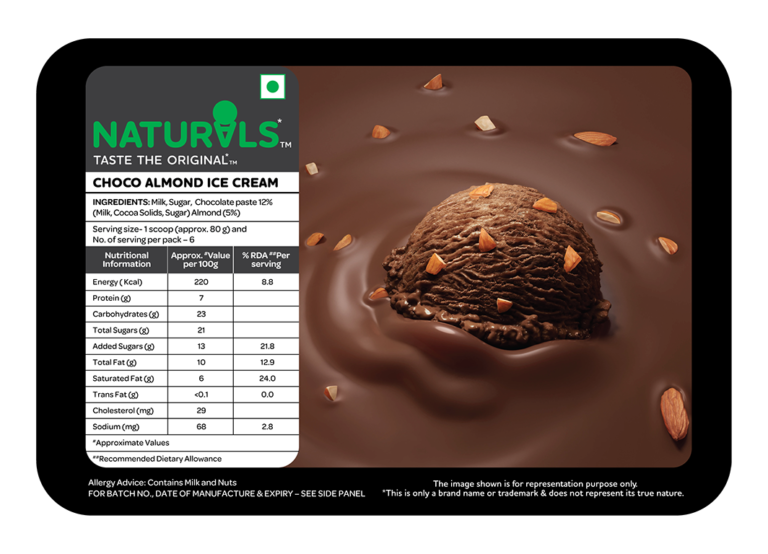 NATURALS*™
TASTE THE ORIGINAL*™
CHOCO ALMOND ICE CREAM
INGREDIENTS: Milk, Sugar, Chocolate paste 12%
(Milk, Cocoa Solids, Sugar) Almond (5%)
Serving size- 1 scoop (approx. 80 g) and
No. of serving per pack – 6
Nutritional Information Approx. #Value per 100g % RDA ##Per serving
Energy ( Kcal) 220 8.8
Protein (g) 7
Carbohydrates (g) 23
Total Sugars (g) 21
Added Sugars (g) 13 21.8
Total Fat (g) 10 12.9
Saturated Fat (g) 6 24.0
Trans Fat (g) <0.1 0.0
Cholesterol (mg) 29
Sodium (mg) 68 2.8
#Approximate Values
##Recommended Dietary Allowance
Allergy Advice: Contains Milk and Nuts
FOR BATCH NO., DATE OF MANUFACTURE & EXPIRY – SEE SIDE PANEL
The image shown is for representation purpose only.
*This is only a brand name or trademark & does not represent its true nature.